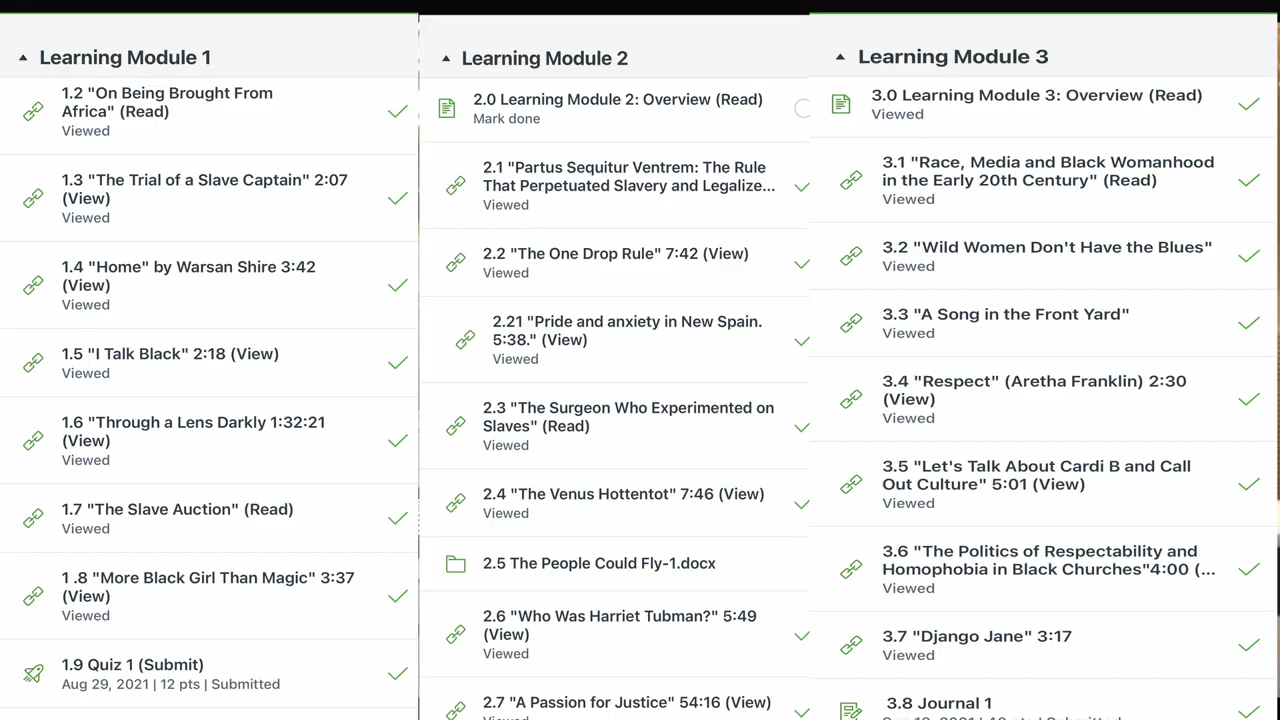 Learning Module 1
1.2 "On Being Brought From
Africa" (Read)
Viewed
1.3 "The Trial of a Slave Captain" 2:07
(View)
Viewed
1.4 "Home" by Warsan Shire 3:42
(View)
Viewed
1.5 "I Talk Black" 2:18 (View)
Viewed
1.6 "Through a Lens Darkly 1:32:21
(View)
Viewed
1.7 "The Slave Auction" (Read)
Viewed
1 .8 "More Black Girl Than Magic" 3:37
(View)
Viewed
1.9 Quiz 1 (Submit)
Aug 29, 2021 | 12 pts | Submitted
Learning Module 2
2.0 Learning Module 2: Overview (Read)
Mark done
2.1 "Partus Sequitur Ventrem: The Rule
That Perpetuated Slavery and Legalize...
Viewed
2.2 "The One Drop Rule" 7:42 (View)
Viewed
2.21 "Pride and anxiety in New Spain.
5:38." (View)
Viewed
2.3 "The Surgeon Who Experimented on
Slaves" (Read)
Viewed
2.4 "The Venus Hottentot" 7:46 (View)
Viewed
2.5 The People Could Fly-1.docx
2.6 "Who Was Harriet Tubman?" 5:49
(View)
Viewed
2.7 "A Passion for Justice" 54:16 (View)
Viewed
Learning Module 3
3.0 Learning Module 3: Overview (Read)
Viewed
3.1 "Race, Media and Black Womanhood
in the Early 20th Century" (Read)
Viewed
3.2 "Wild Women Don't Have the Blues"
Viewed
3.3 "A Song in the Front Yard"
Viewed
3.4 "Respect" (Aretha Franklin) 2:30
(View)
Viewed
3.5 "Let's Talk About Cardi B and Call
Out Culture" 5:01 (View)
Viewed
3.6 "The Politics of Respectability and
Homophobia in Black Churches"4:00 (...
Viewed
3.7 "Django Jane" 3:17
Viewed
3.8 Journal 1